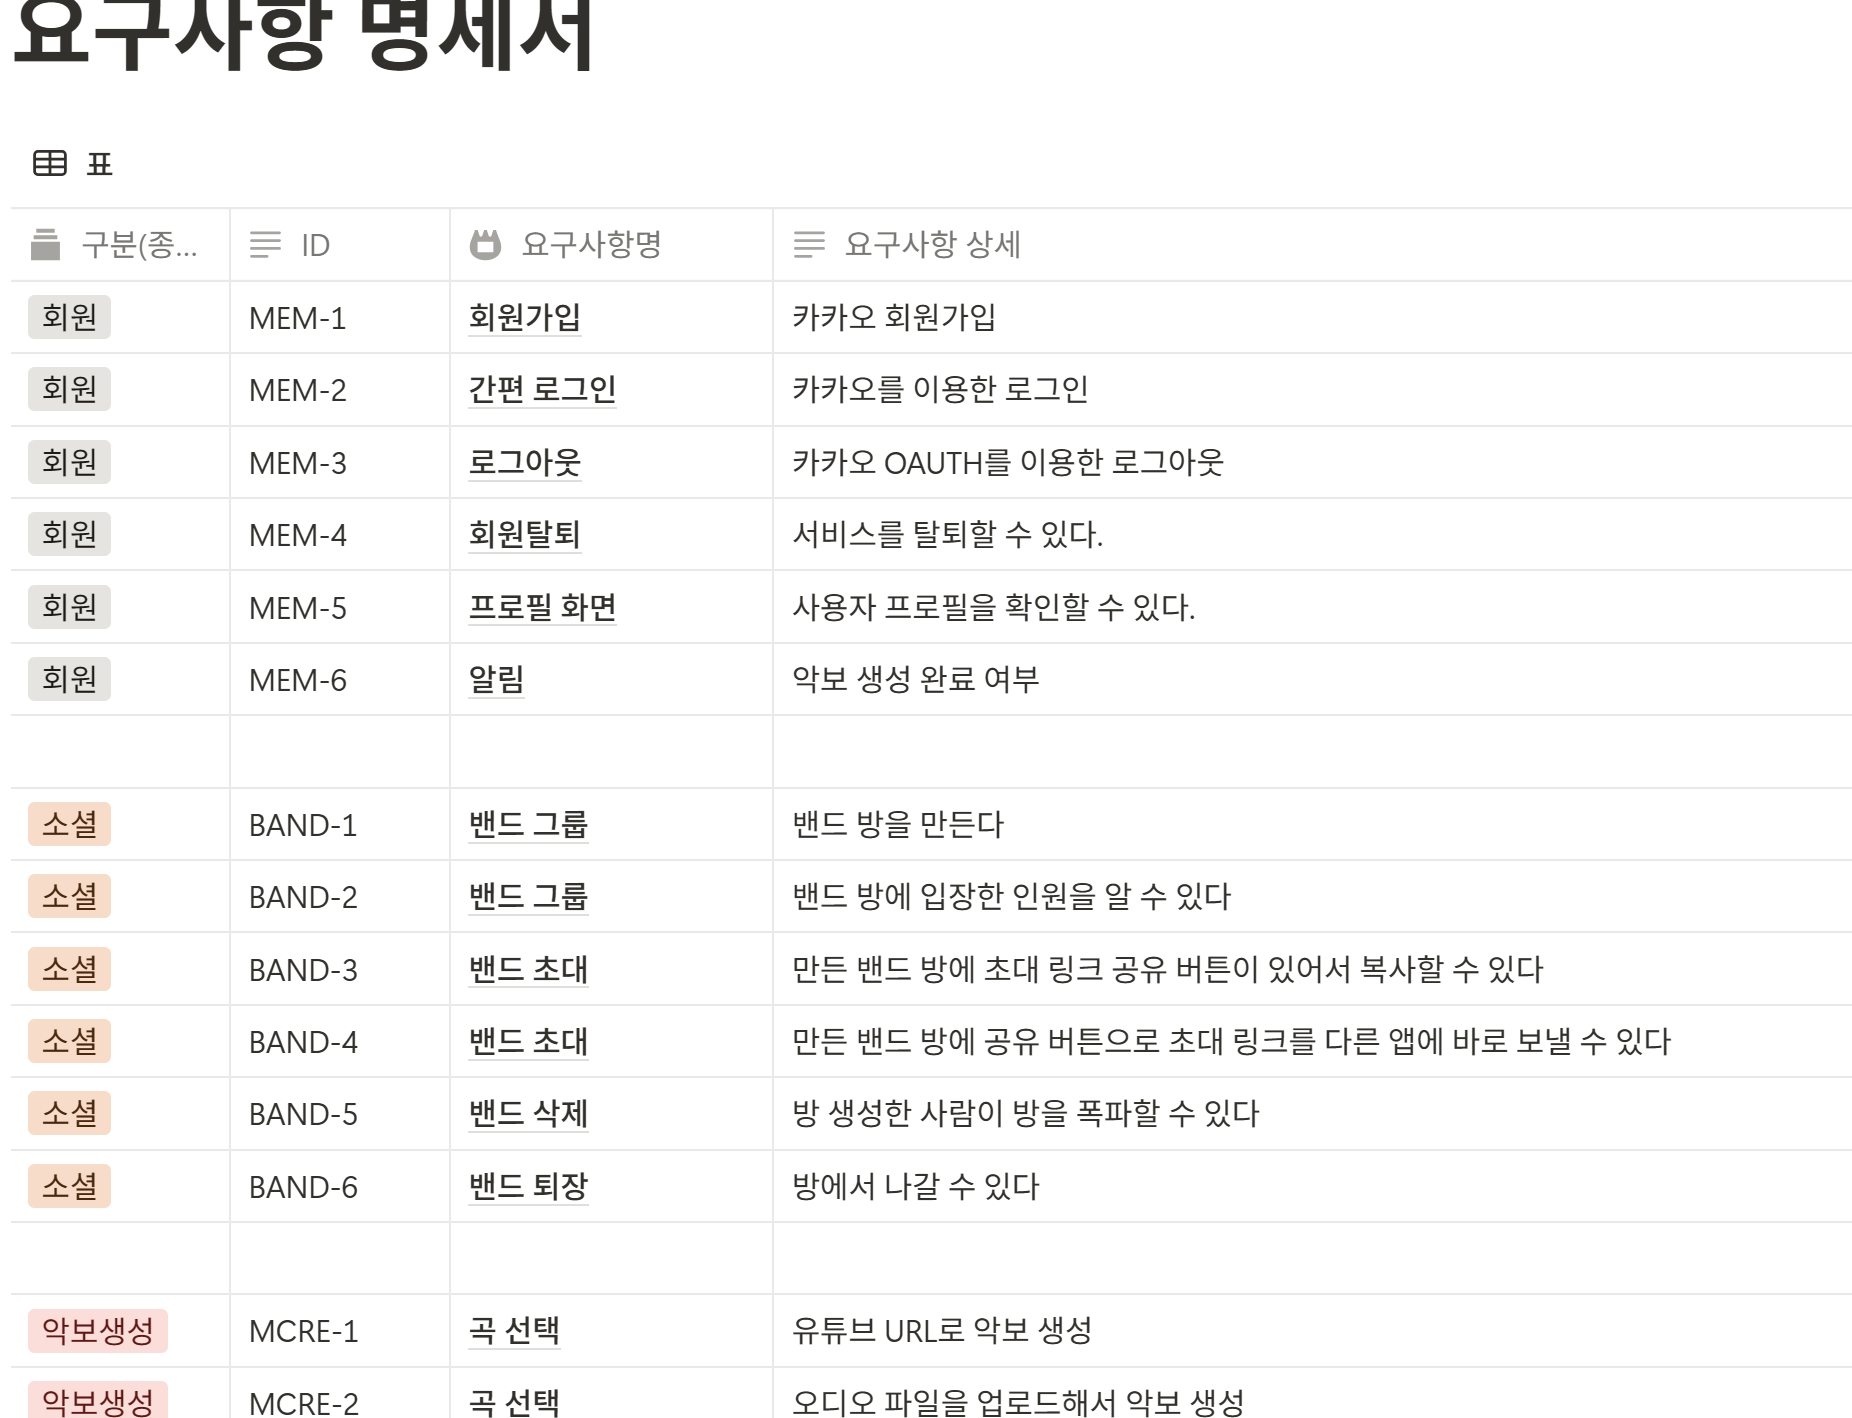 요구사항 명세서
표
구분(종... ID 요구사항명 요구사항 상세
회원 MEM-1 회원가입 카카오 회원가입
회원 MEM-2 간편 로그인 카카오를 이용한 로그인
회원 MEM-3 로그아웃 카카오 OAUTH를 이용한 로그아웃
회원 MEM-4 회원탈퇴 서비스를 탈퇴할 수 있다.
회원 MEM-5 프로필 화면 사용자 프로필을 확인할 수 있다.
회원 MEM-6 알림 악보 생성 완료 여부
소셜 BAND-1 밴드 그룹 밴드 방을 만든다
소셜 BAND-2 밴드 그룹 밴드 방에 입장한 인원을 알 수 있다
소셜 BAND-3 밴드 초대 만든 밴드 방에 초대 링크 공유 버튼이 있어서 복사할 수 있다
소셜 BAND-4 밴드 초대 만든 밴드 방에 공유 버튼으로 초대 링크를 다른 앱에 바로 보낼 수 있다
소셜 BAND-5 밴드 삭제 방 생성한 사람이 방을 폭파할 수 있다
소셜 BAND-6 밴드 퇴장 방에서 나갈 수 있다
악보생성 MCRE-1 곡 선택 유튜브 URL로 악보 생성
악보생성 MCRE-2 곡 선택 오디오 파일을 업로드해서 악보 생성